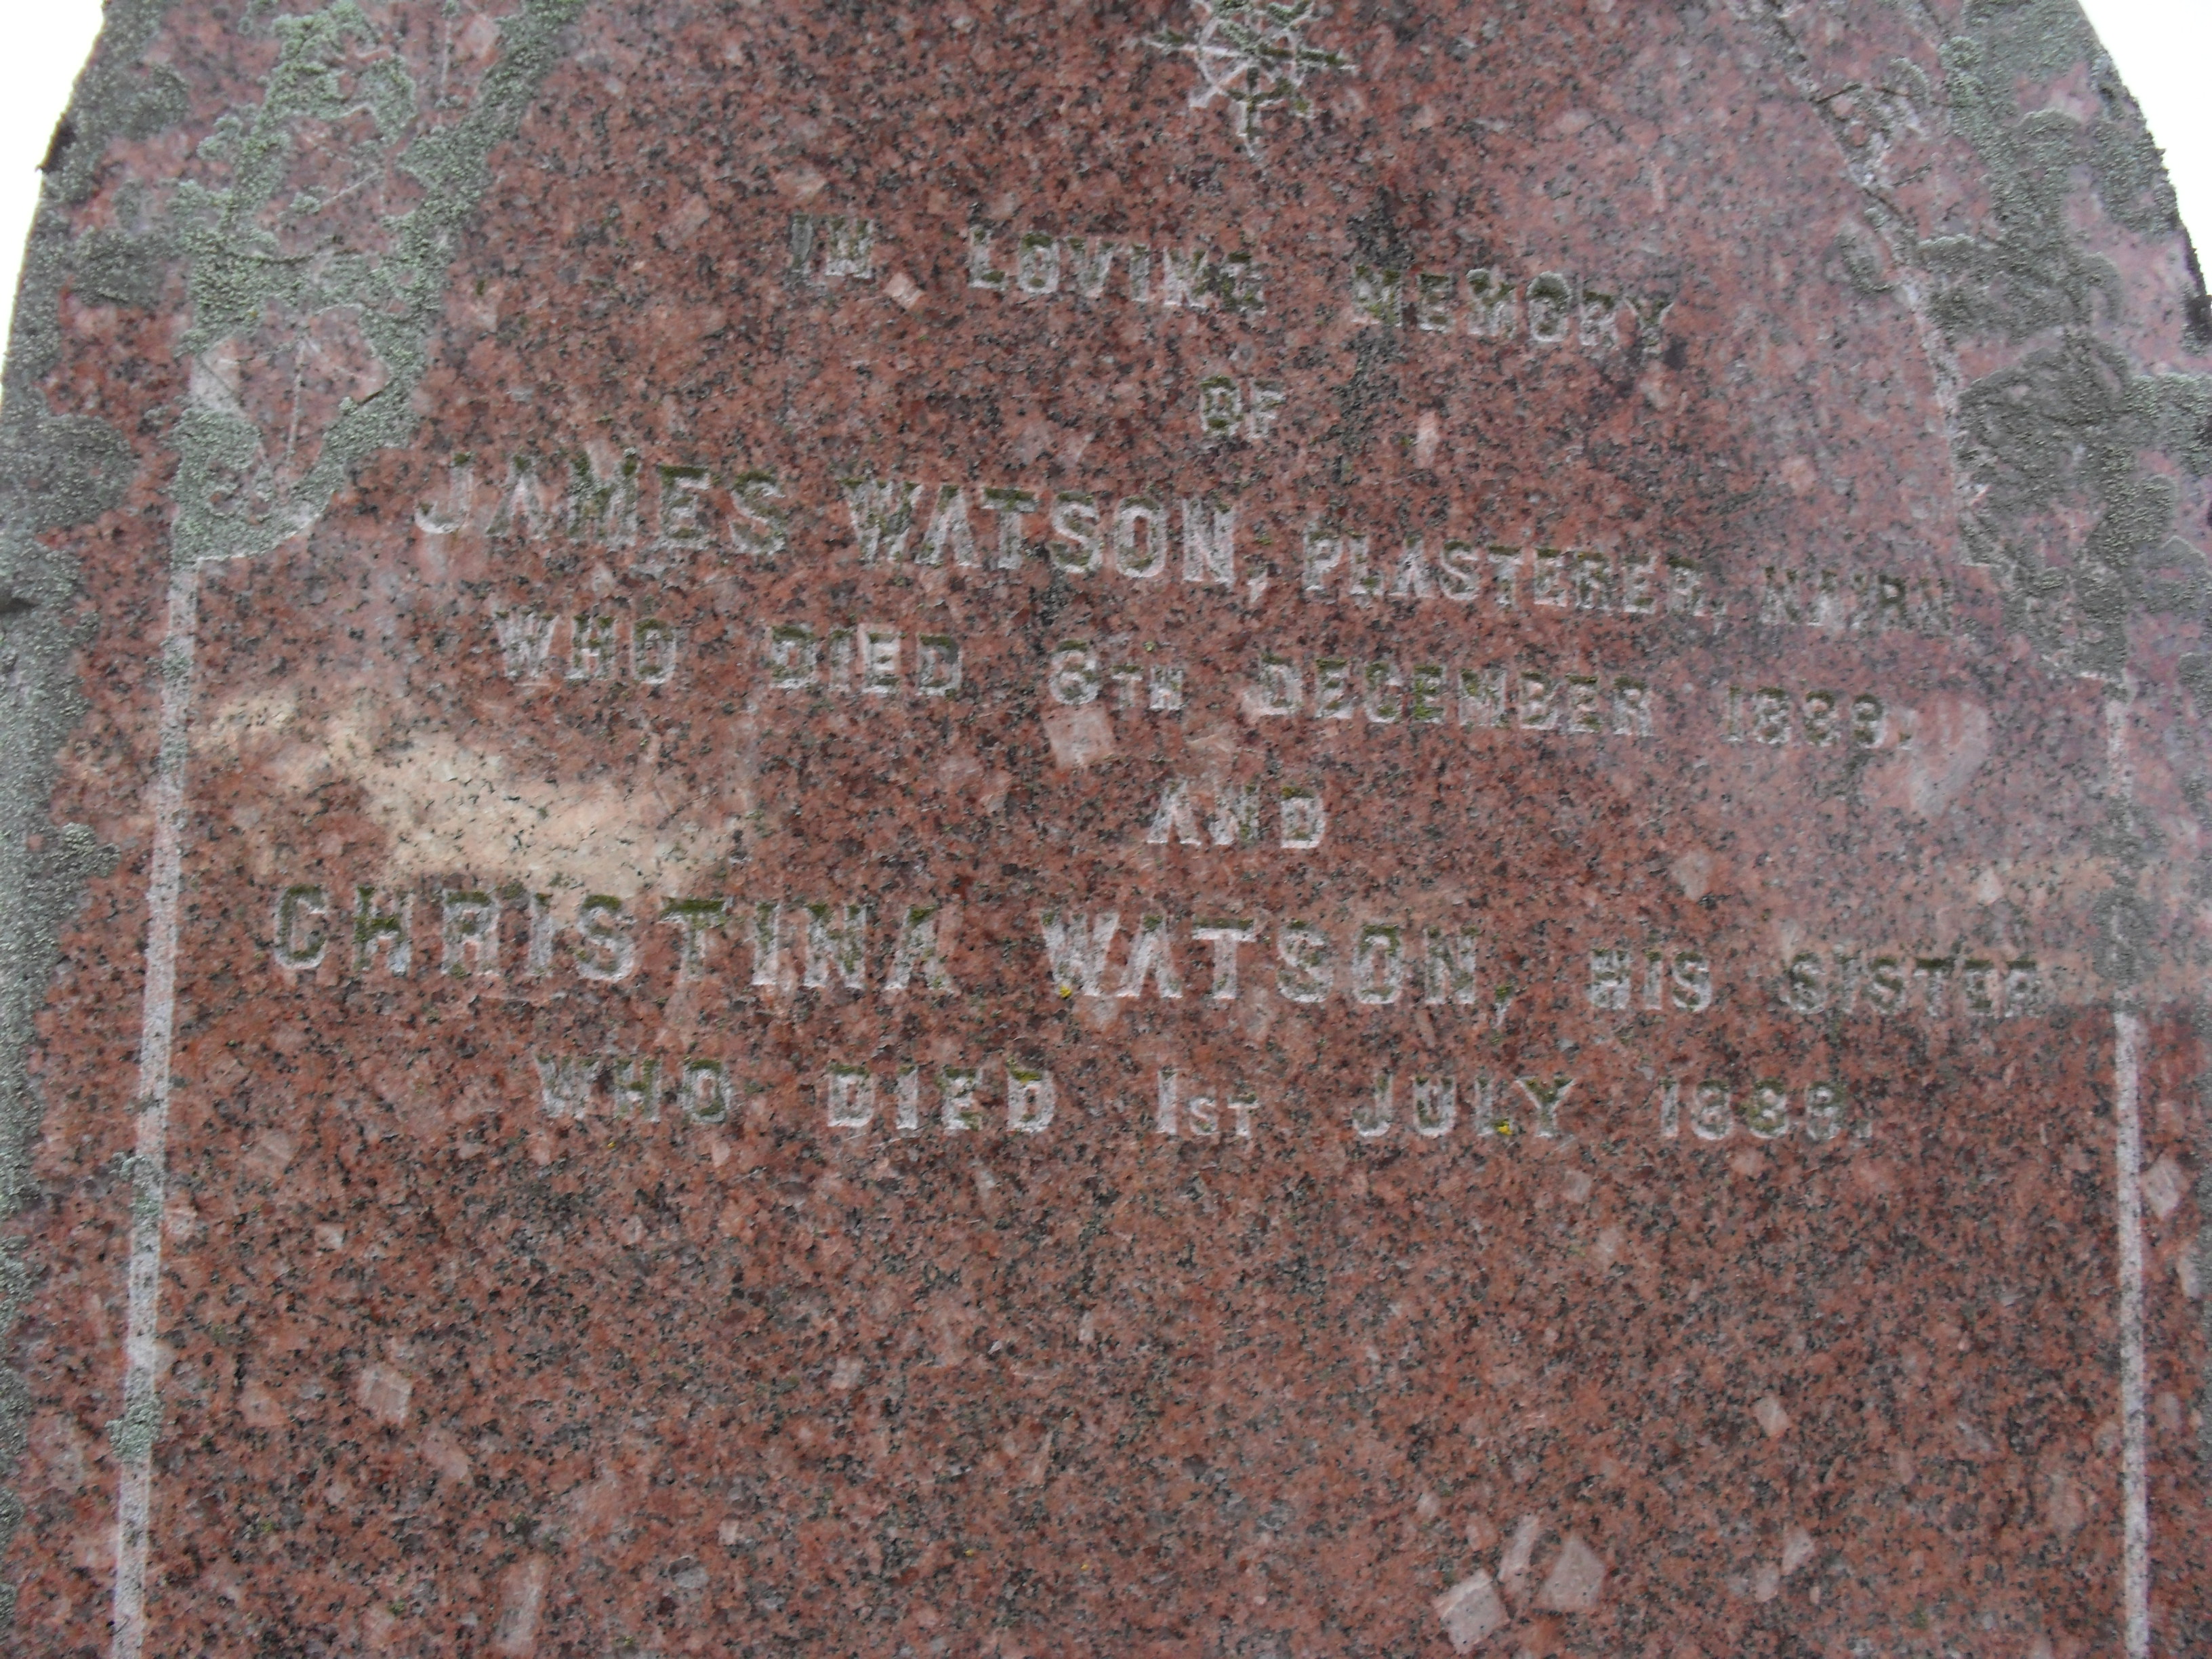 IN LOVING MEMORY
OF
JAMES WATSON, PLASTERER, NAIRN,
WHO DIED 6TH DECEMBER 1889.
AND
CHRISTINA WATSON, HIS SISTER
WHO DIED 1ST JULY